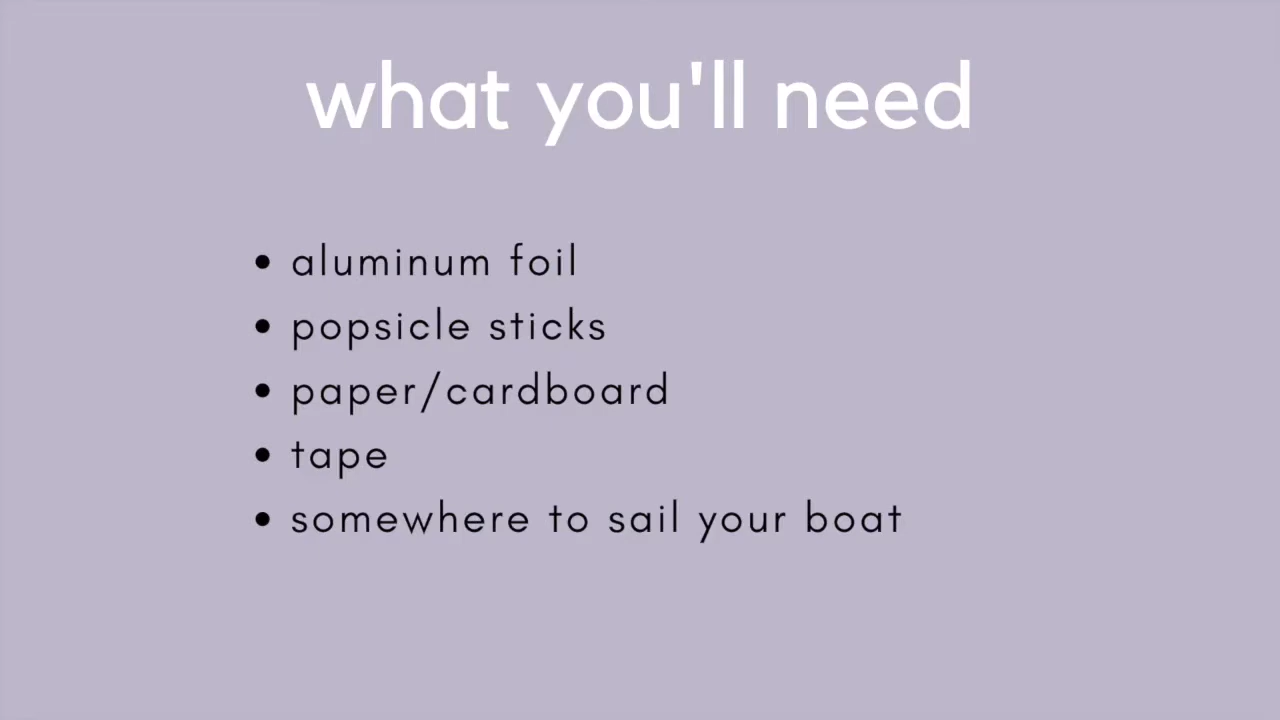 what you'll need
• aluminum foil
• popsicle sticks
• paper/cardboard
• tape
• somewhere to sail your boat